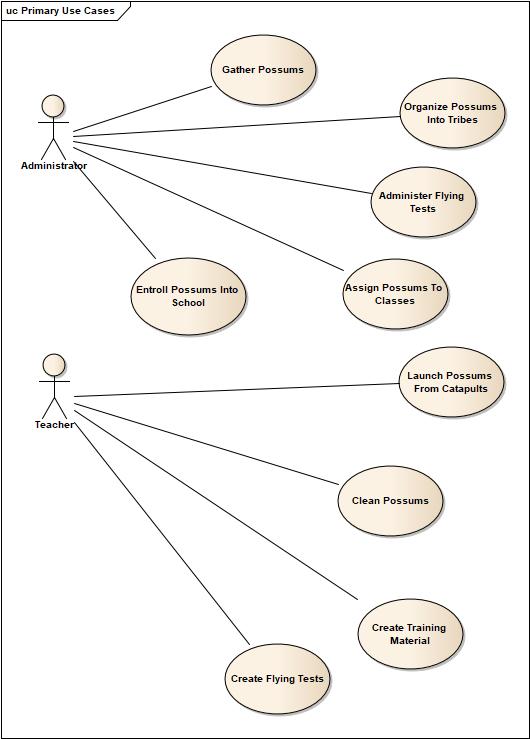 uc Primary Use Cases
Gather Possums
Organize Possums
Into Tribes
Administrator
Administer Flying
Tests
Entroll Possums Into
School
Assign Possums To
Classes
Launch Possums
From Catapults
Teacher
Clean Possums
Create Training
Material
Create Flying Tests